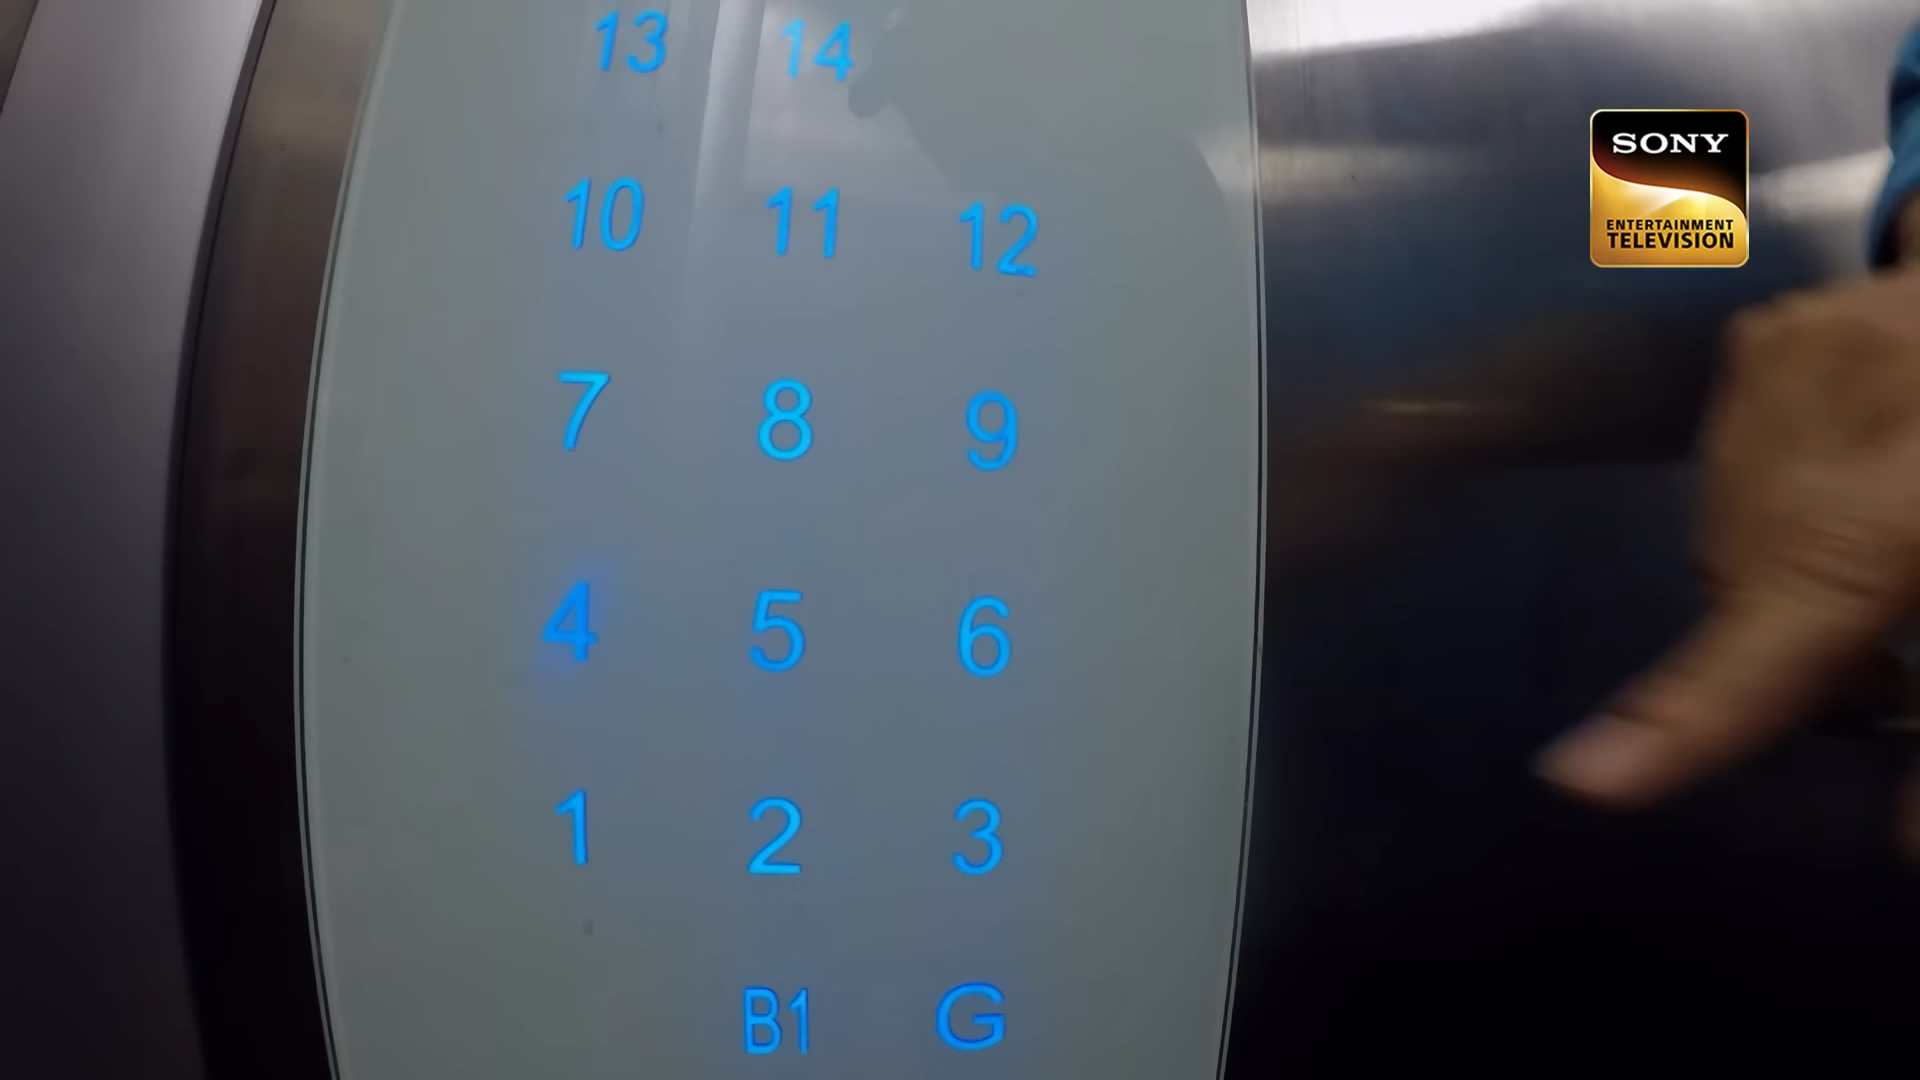 13 14
10 11 12
7 8 9
4 5 6
1 2 3
B1 G
SONY
ENTERTAINMENT
TELEVISION